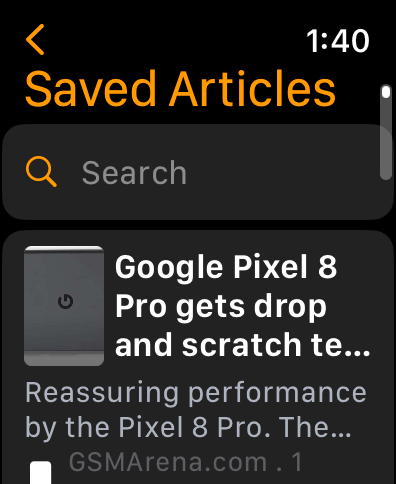 1:40
Saved Articles
Search
Google Pixel 8
Pro gets drop
and scratch te...
Reassuring performance
by the Pixel 8 Pro. The...
GSMArena.com . 1